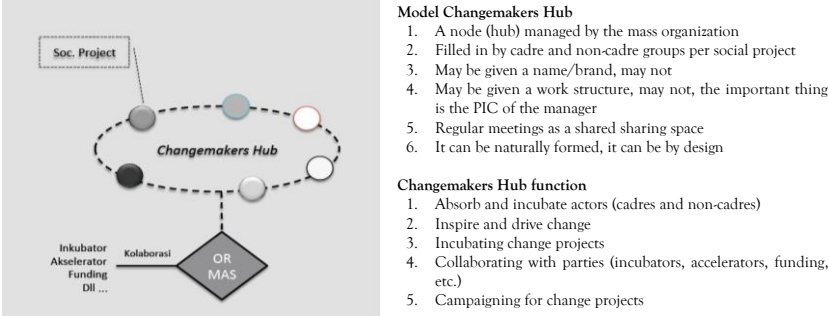 Soc. Project
Changemakers Hub
Inkubator
Akselerator
Funding
Dll ...
Kolaborasi
OR
MAS
Model Changemakers Hub
1. A node (hub) managed by the mass organization
2. Filled in by cadre and non-cadre groups per social project
3. May be given a name/brand, may not
4. May be given a work structure, may not, the important thing
is the PIC of the manager
5. Regular meetings as a shared sharing space
6. It can be naturally formed, it can be by design
Changemakers Hub function
1. Absorb and incubate actors (cadres and non-cadres)
2. Inspire and drive change
3. Incubating change projects
4. Collaborating with parties (incubators, accelerators, funding,
etc.)
5. Campaigning for change projects